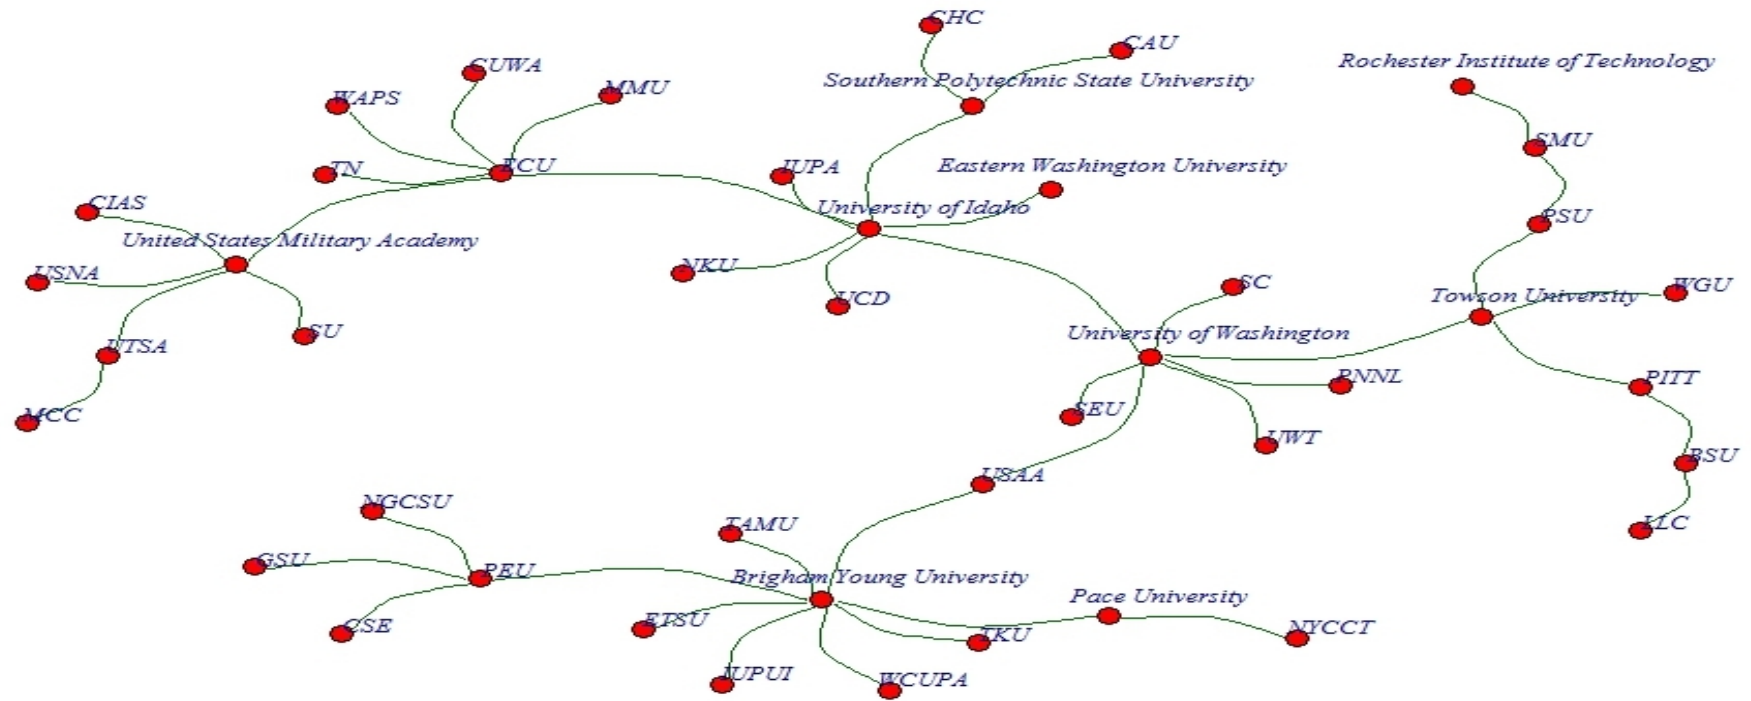 CHC
CAU
Rochester Institute of Technology
CUWA
Southern Polytechnic State University
MMU
WAPS
SMU
TN
ECU
IUPA
Eastern Washington University
CIAS
University of Idaho
PSU
United States Military Academy
USNA
NKU
UCD
SC
Towson University
WGU
SU
UTSA
University of Washington
PNNL
PITT
MCC
SEU
UWT
BSU
USAA
NGCSU
TAMU
LLC
GSU
PEU
Brigham Young University
Pace University
CSE
EPSU
TKU
NYCCT
IUPUI
WCUPA